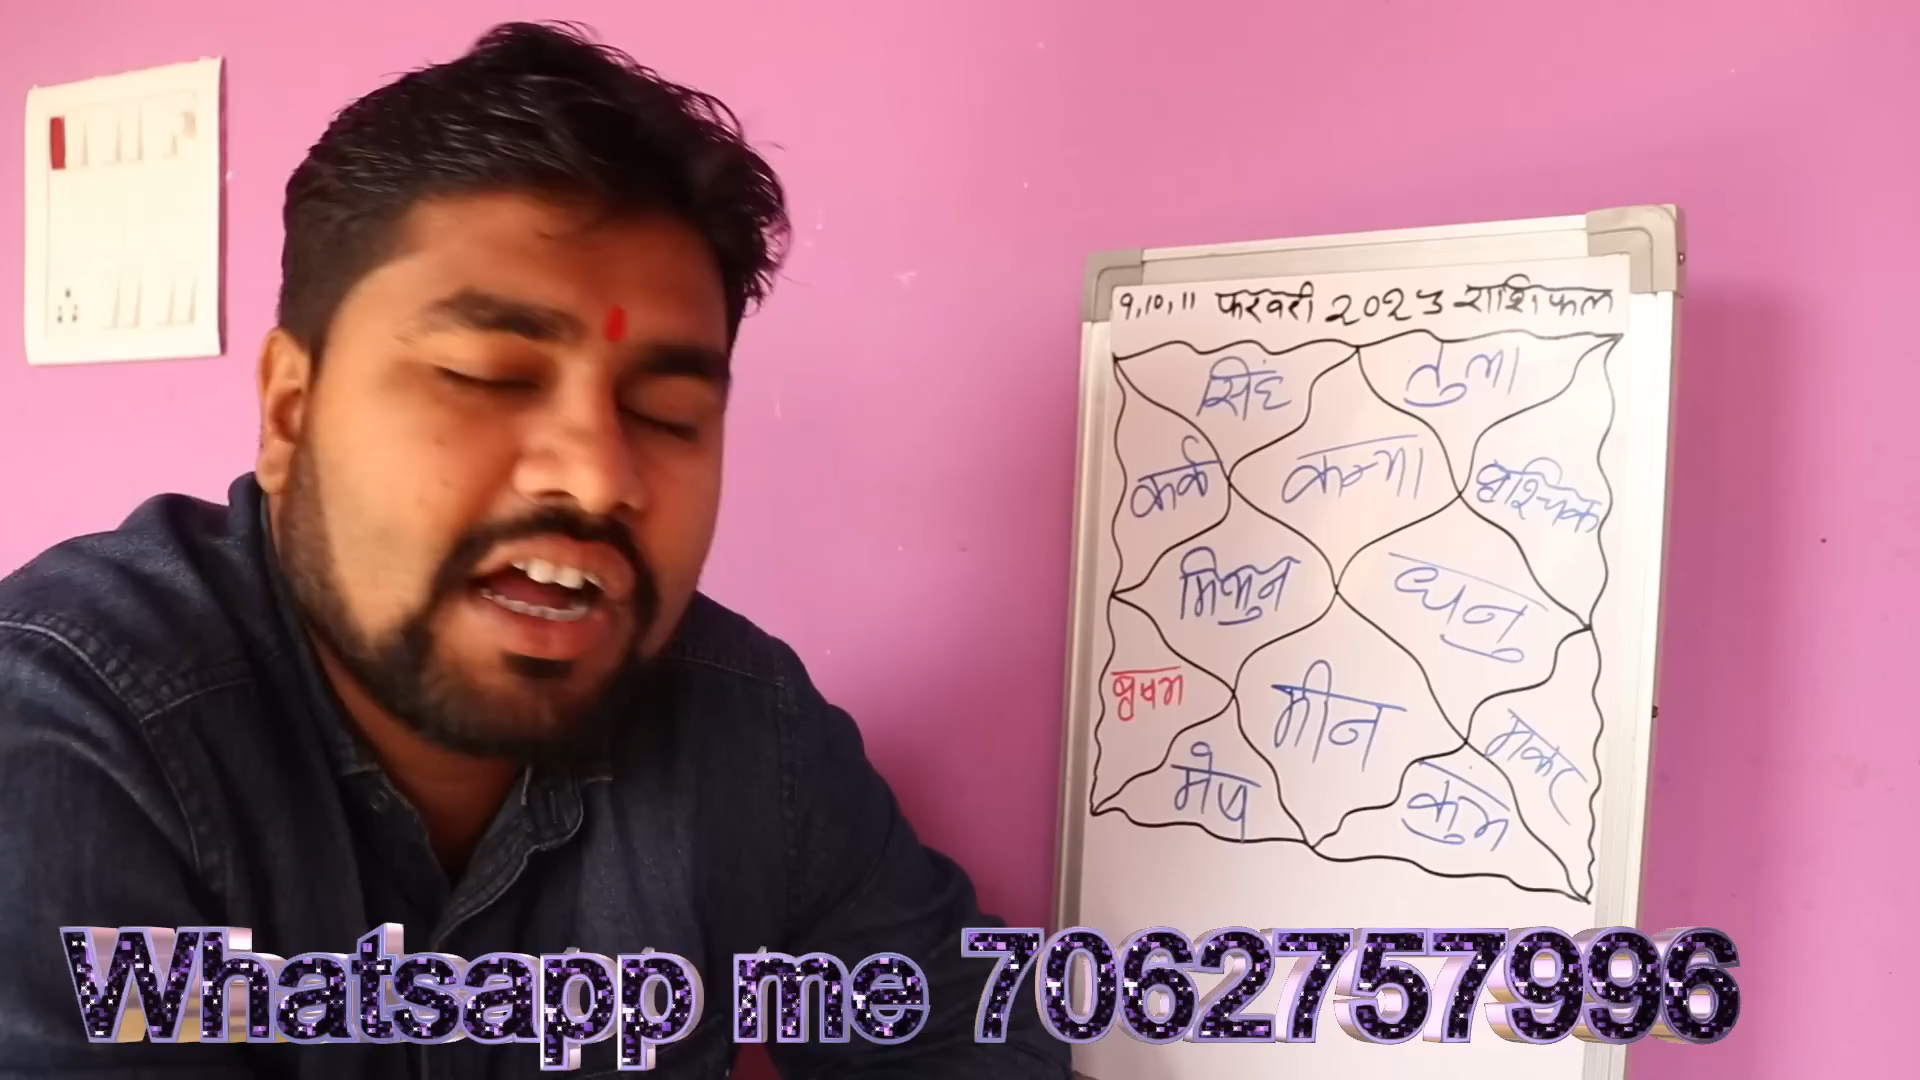 9, 10, 11 फरवरी 2023 राशिफल
सिंह
तुला
कर्क
कन्या
वृश्चिक
मिथुन
धनु
वृषभ
मीन
मकर
मेष
कुंभ
Whatsapp me 7062757996